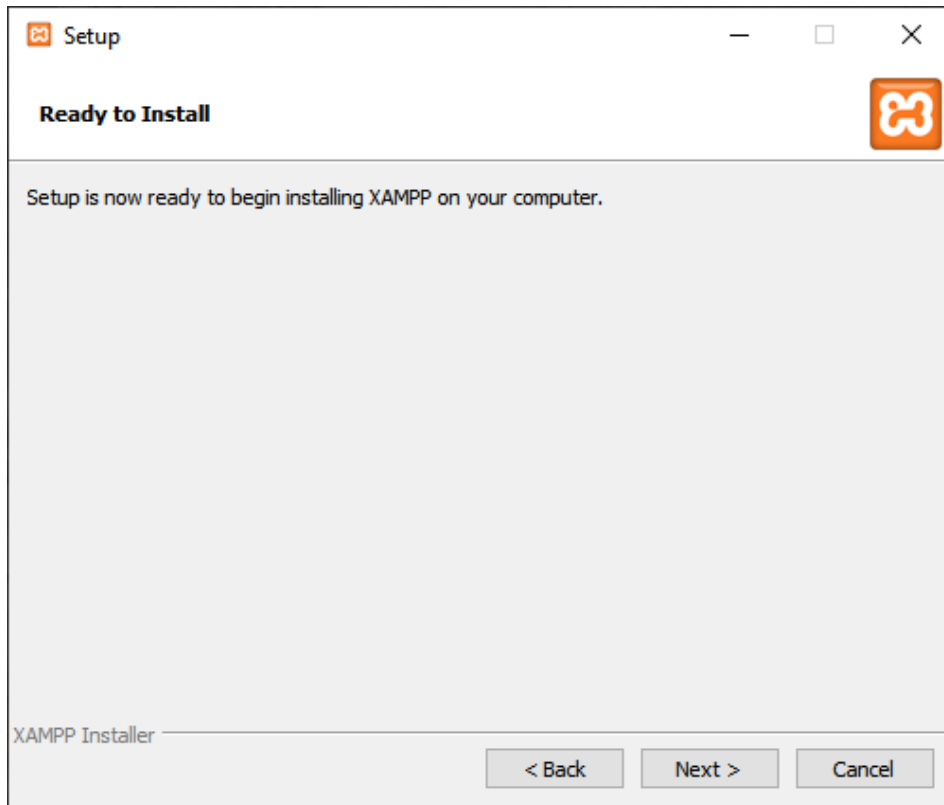 Setup
Ready to Install
Setup is now ready to begin installing XAMPP on your computer.
XAMPP Installer
< Back
Next >
Cancel